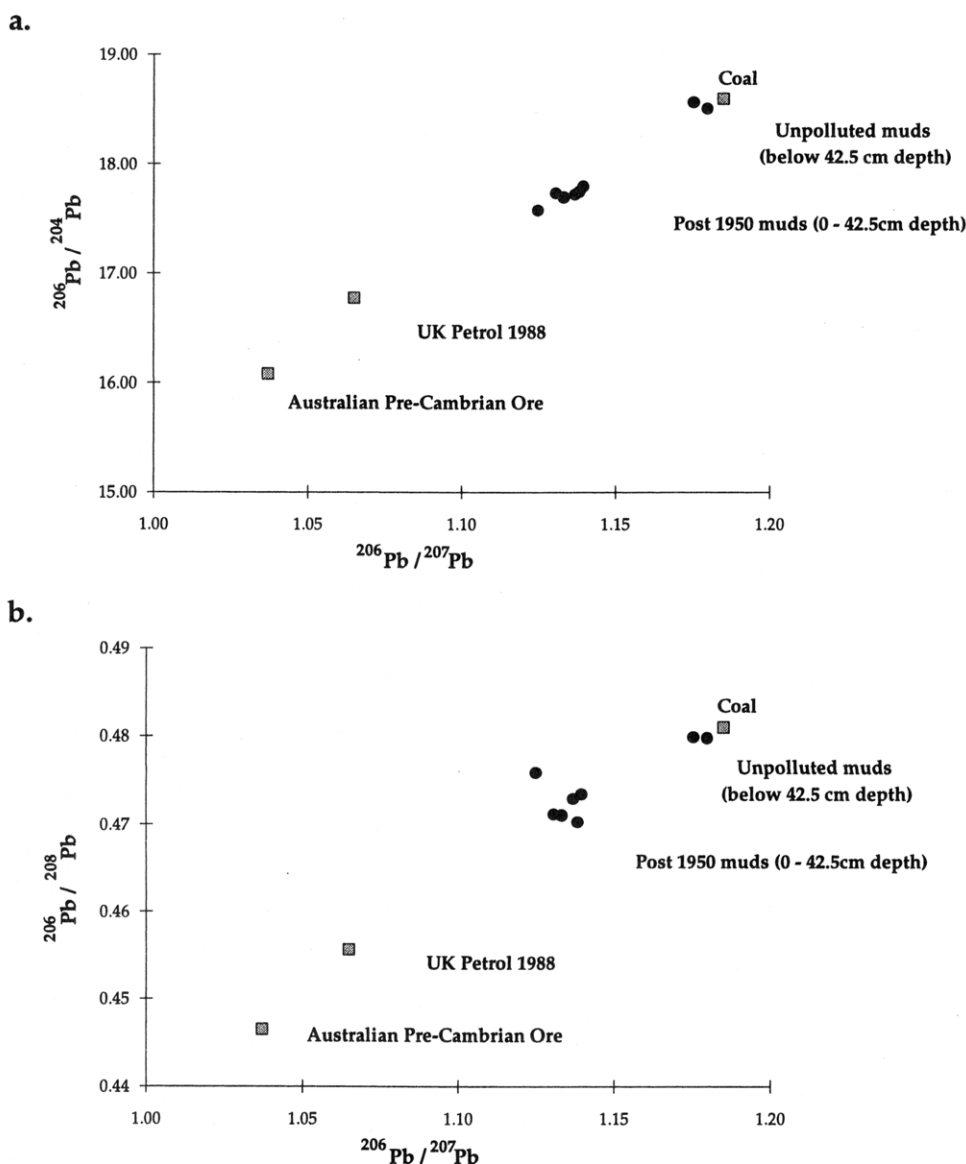 a.
19.00
Coal
Unpolluted muds
(below 42.5 cm depth)
18.00
Post 1950 muds (0 - 42.5cm depth)
206Pb / 204Pb
17.00
UK Petrol 1988
16.00
Australian Pre-Cambrian Ore
15.00
1.00 1.05 1.10 1.15 1.20
206Pb / 207Pb
b.
0.49
Coal
0.48
Unpolluted muds
(below 42.5 cm depth)
0.47
Post 1950 muds (0 - 42.5cm depth)
206Pb / 208Pb
0.46
UK Petrol 1988
0.45
Australian Pre-Cambrian Ore
0.44
1.00 1.05 1.10 1.15 1.20
206Pb / 207Pb